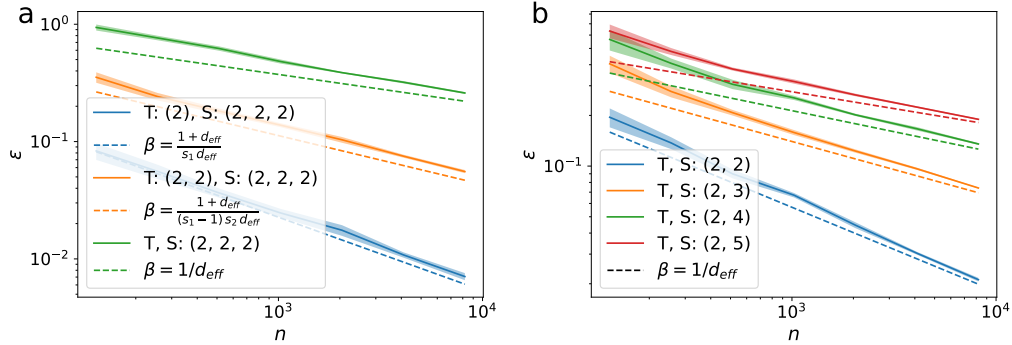 a
10⁰
10⁻¹
10⁻²
ε
T: (2), S: (2, 2, 2)
β = (1 + d_eff)/(s₁ d_eff)
T: (2, 2), S: (2, 2, 2)
β = (1 + d_eff)/((s₁ − 1) s₂ d_eff)
T, S: (2, 2, 2)
β = 1/d_eff
10³
10⁴
n
b
10⁻¹
ε
T, S: (2, 2)
T, S: (2, 3)
T, S: (2, 4)
T, S: (2, 5)
β = 1/d_eff
10³
10⁴
n